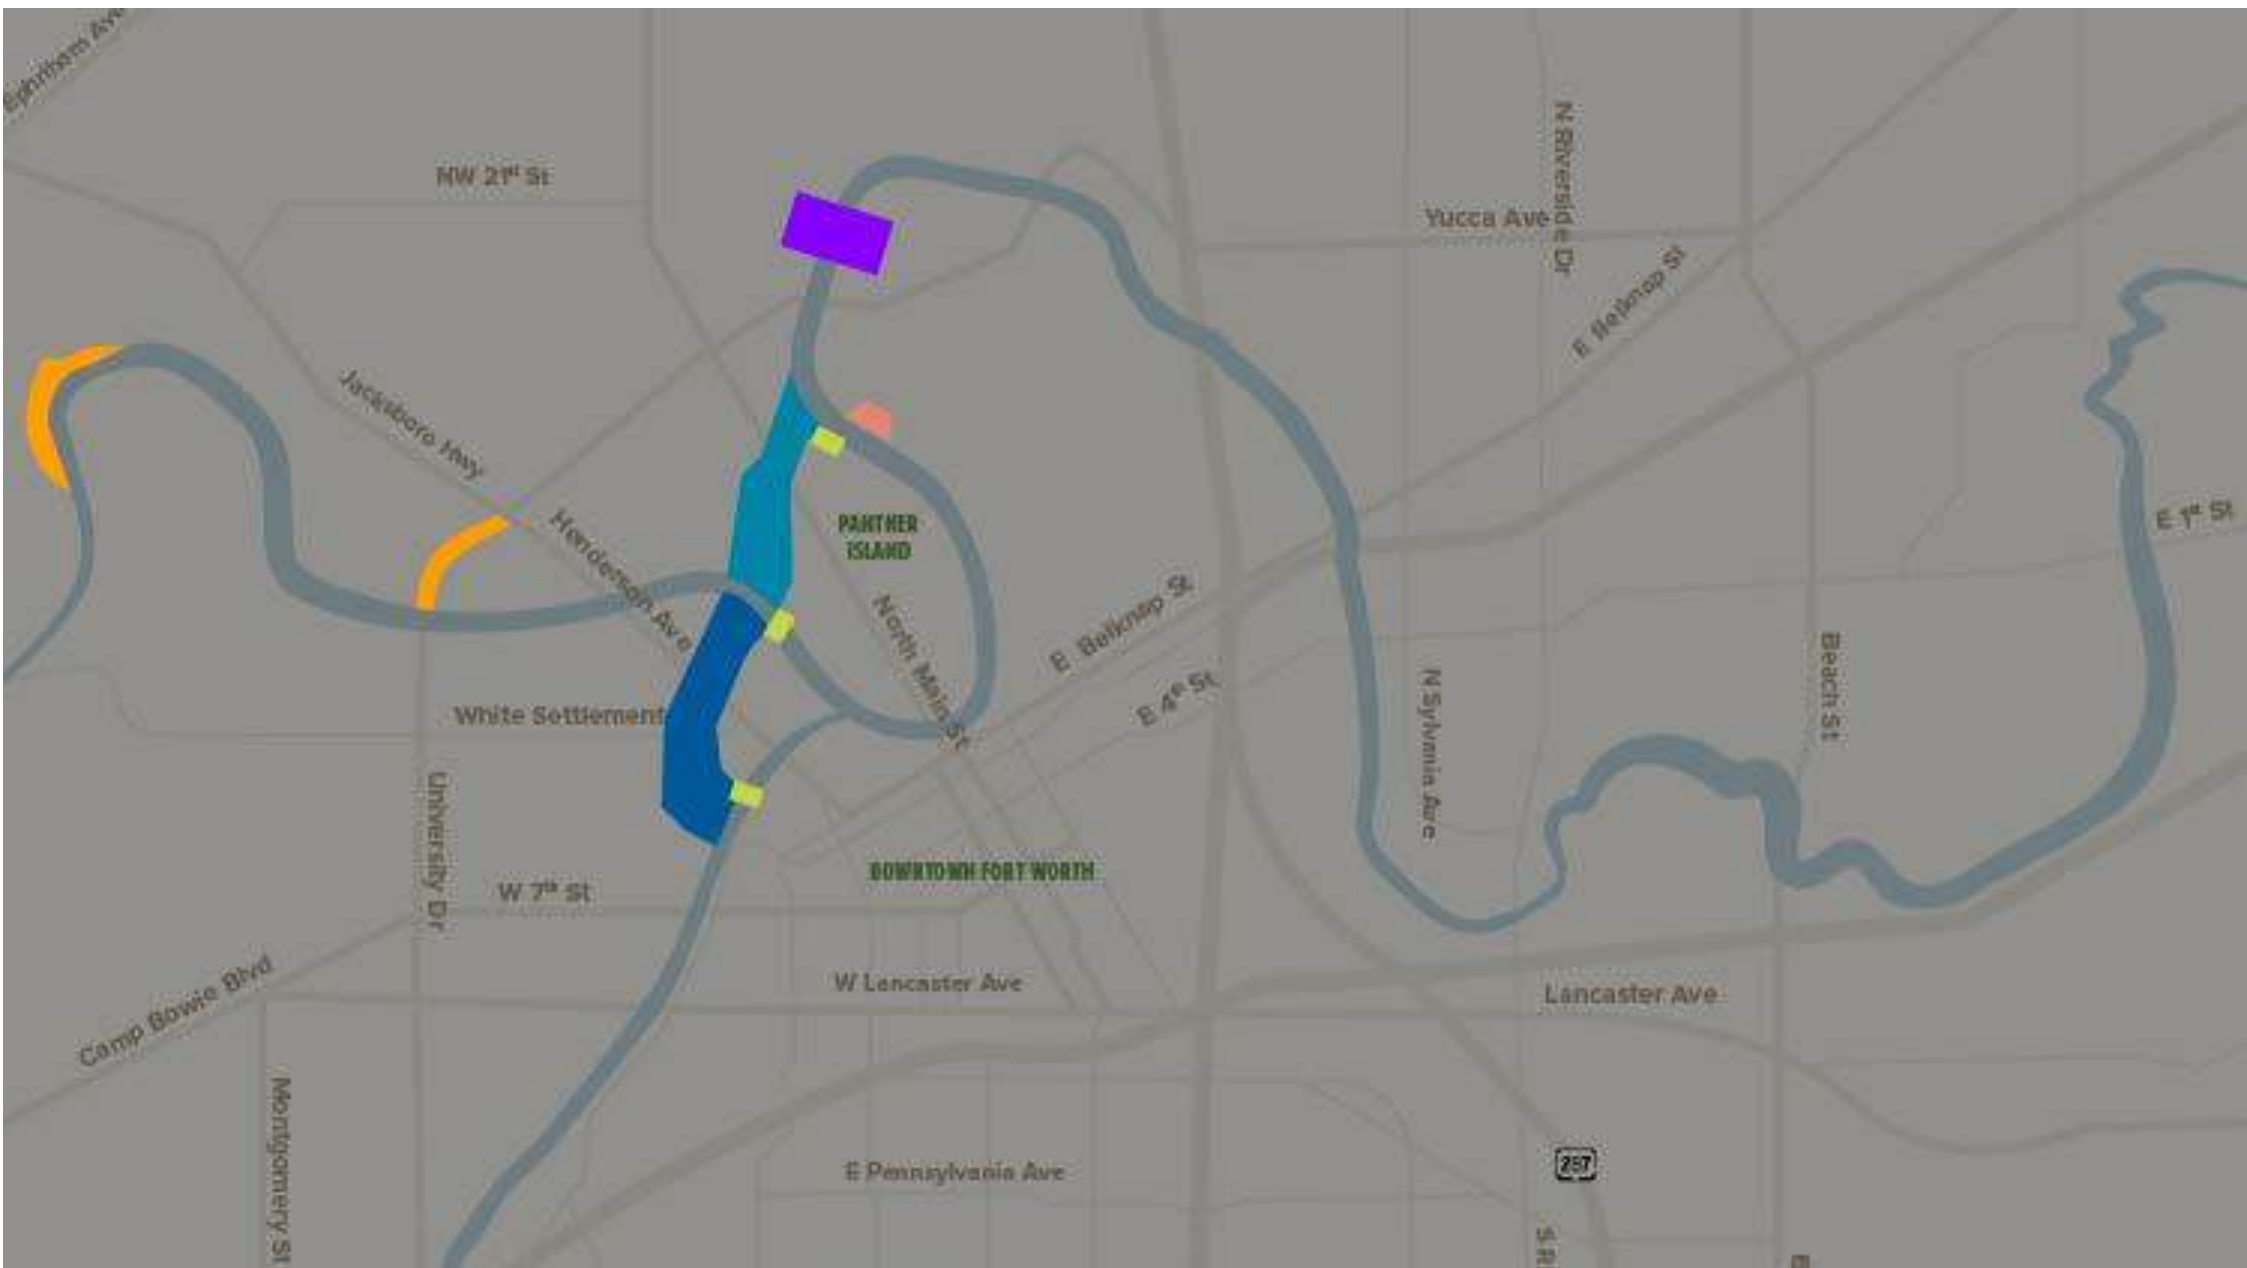 Ephriham Ave
NW 21st St
N Riverside Dr
Yucca Ave
E Belknap St
Jacksboro Hwy
Henderson Ave
PANTHER
ISLAND
E 1st St
North Main St
E Belknap St
E 4th St
White Settlement
N Sylvania Ave
Beach St
University Dr
DOWNTOWN FORT WORTH
W 7th St
W Lancaster Ave
Lancaster Ave
Camp Bowie Blvd
Montgomery St
E Pennsylvania Ave
287
S Ri